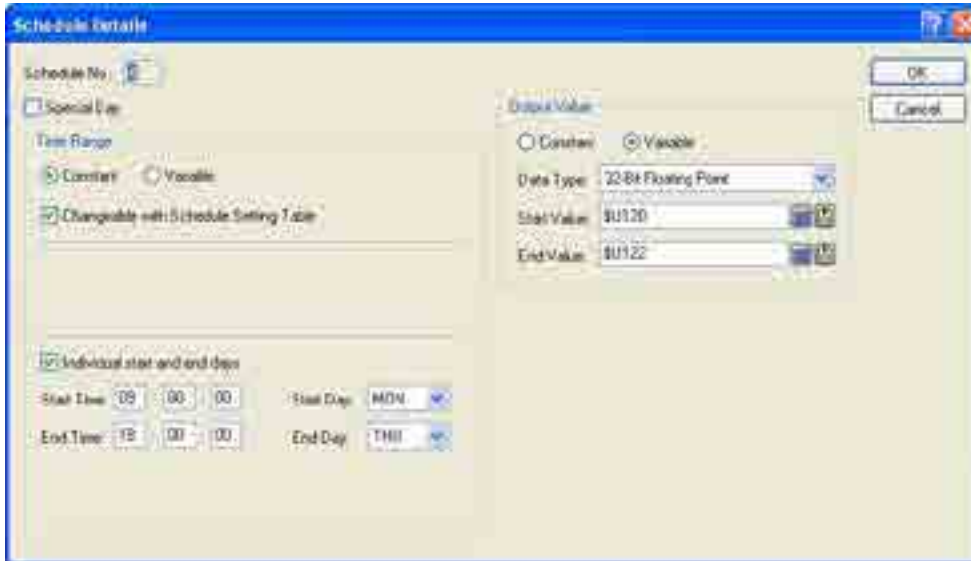 Schedule Details
Schedule No.:
OK
Cancel
Special Day
Time Range
Constant Variable
Changeable with Schedule Setting Table
Individual start and end days
Start Time: 09 : 00 : 00 Start Day: MON
End Time: 18 : 00 : 00 End Day: THU
Output Value
Constant Variable
Data Type: 32-Bit Floating Point
Start Value: $U120
End Value: $U122